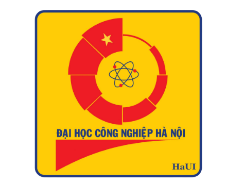 ĐẠI HỌC CÔNG NGHIỆP HÀ NỘI
HaUI